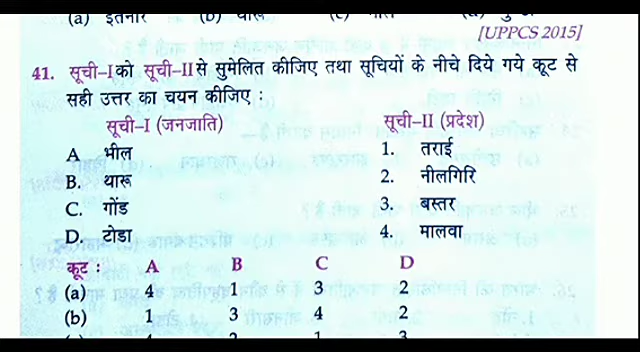 (a) इतनार (b) थारू (c)
[UPPCS 2015]
41. सूची-I को सूची-II से सुमेलित कीजिए तथा सूचियों के नीचे दिये गये कूट से
सही उत्तर का चयन कीजिए :
सूची-I (जनजाति) सूची-II (प्रदेश)
A भील 1. तराई
B. थारू 2. नीलगिरि
C. गोंड 3. बस्तर
D. टोडा 4. मालवा
कूट : A B C D
(a) 4 1 3 2
(b) 1 3 4 2